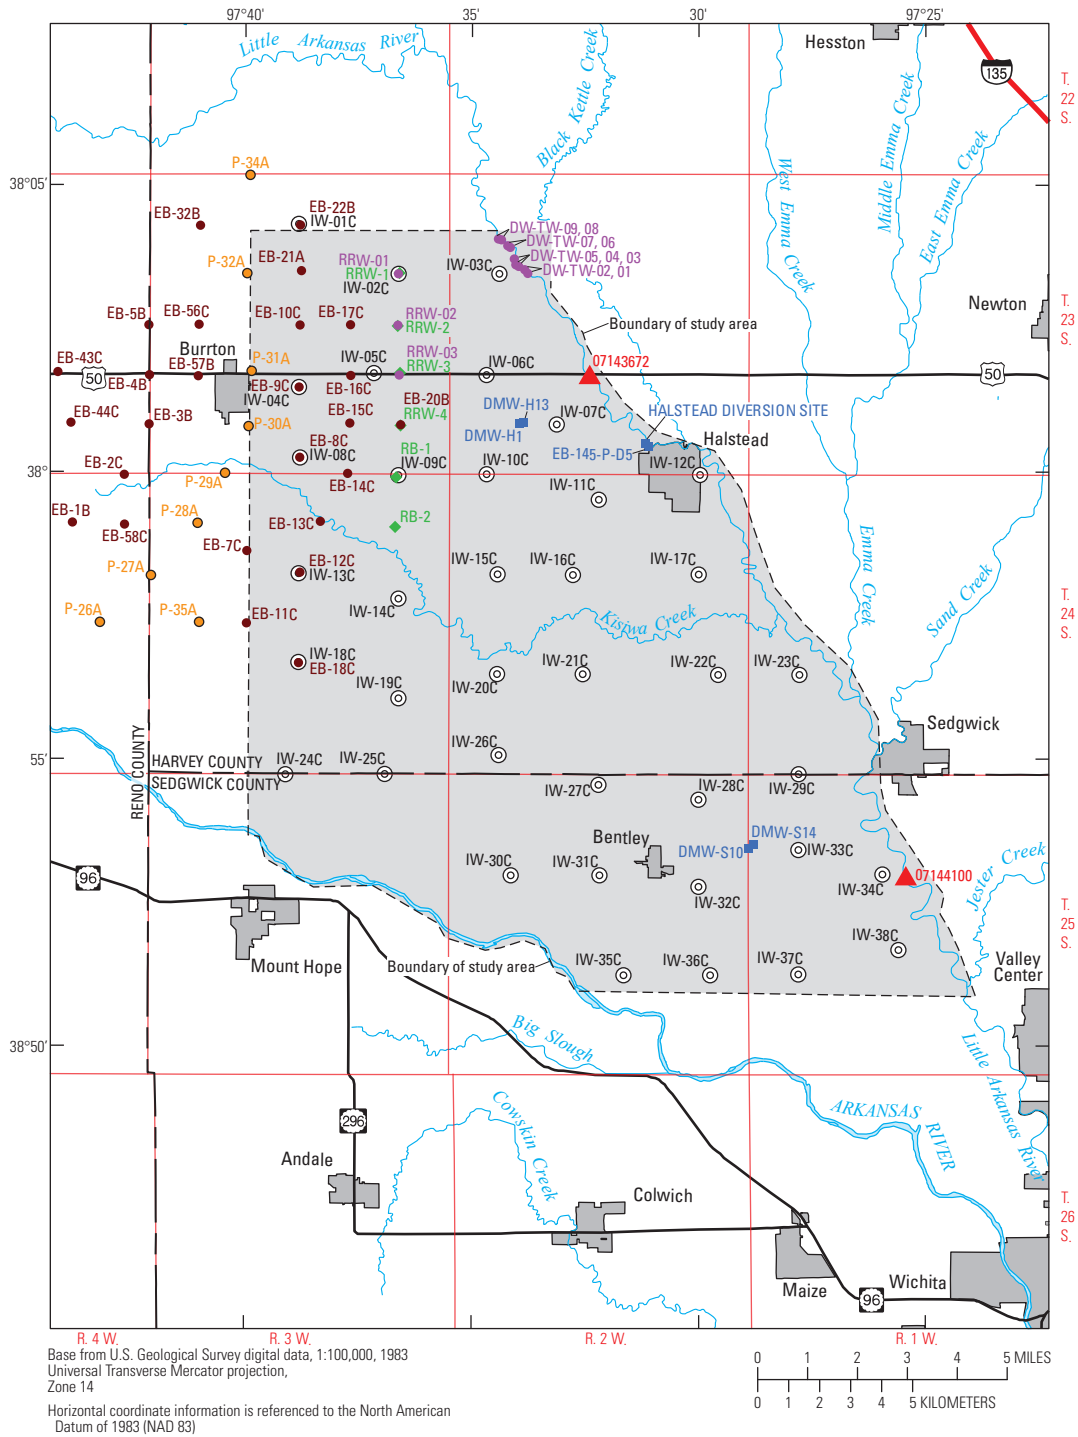 97°40′
35′
30′
97°25′
Little Arkansas River
Black Kettle Creek
Hesston
135
T.
22
S.
West Emma Creek
Middle Emma Creek
East Emma Creek
P-34A
38°05′
EB-32B
EB-22B
IW-01C
DW-TW-09, 08
DW-TW-07, 06
DW-TW-05, 04, 03
DW-TW-02, 01
P-32A
EB-21A
RRW-01
RRW-1
IW-02C
IW-03C
Newton
T.
23
S.
EB-5B
EB-56C
EB-10C
EB-17C
RRW-02
RRW-2
Boundary of study area
Burrton
P-31A
IW-05C
RRW-03
RRW-3
IW-06C
07143672
EB-43C
50
EB-4B
EB-57B
EB-9C
IW-04C
EB-16C
50
EB-44C
EB-3B
P-30A
EB-15C
EB-20B
RRW-4
DMW-H13
DMW-H1
IW-07C
HALSTEAD DIVERSION SITE
Halstead
EB-145-P-D5
38°
EB-2C
P-29A
EB-8C
IW-08C
EB-14C
RB-1
IW-09C
IW-10C
IW-12C
IW-11C
EB-1B
EB-58C
P-28A
EB-7C
EB-13C
RB-2
Emma Creek
Sand Creek
P-27A
EB-12C
IW-13C
IW-15C
IW-16C
IW-17C
T.
24
S.
P-26A
P-35A
EB-11C
IW-14C
Kisiwa Creek
IW-18C
EB-18C
IW-19C
IW-20C
IW-21C
IW-22C
IW-23C
Sedgwick
55′
RENO COUNTY
HARVEY COUNTY
SEDGWICK COUNTY
IW-24C
IW-25C
IW-26C
IW-27C
IW-28C
IW-29C
Bentley
DMW-S14
DMW-S10
IW-33C
96
IW-30C
IW-31C
IW-32C
IW-34C
07144100
Jester Creek
T.
25
S.
Mount Hope
Boundary of study area
IW-35C
IW-36C
IW-37C
IW-38C
Valley
Center
38°50′
Big Slough
Little Arkansas River
Cowskin Creek
ARKANSAS
RIVER
296
Andale
Colwich
T.
26
S.
Maize
96
Wichita
R. 4 W.
R. 3 W.
R. 2 W.
R. 1 W.
Base from U.S. Geological Survey digital data, 1:100,000, 1983
Universal Transverse Mercator projection,
Zone 14
Horizontal coordinate information is referenced to the North American
Datum of 1983 (NAD 83)
0 1 2 3 4 5 MILES
0 1 2 3 4 5 KILOMETERS